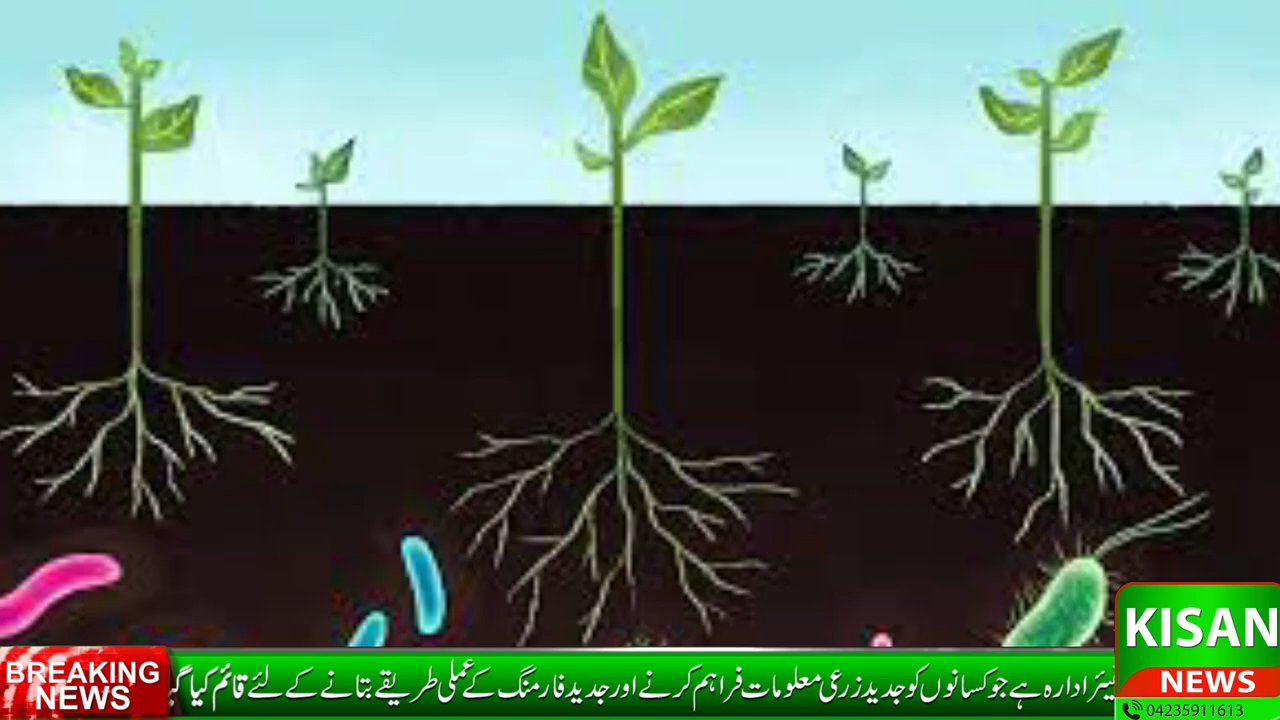 BREAKING
NEWS
ادارہ ہے جو کسانوں کو جدید زرعی معلومات فراہم کرنے اور جدید فارمنگ کے عملی طریقے بتانے کے لئے قائم کیا
KISAN
NEWS
04235911613